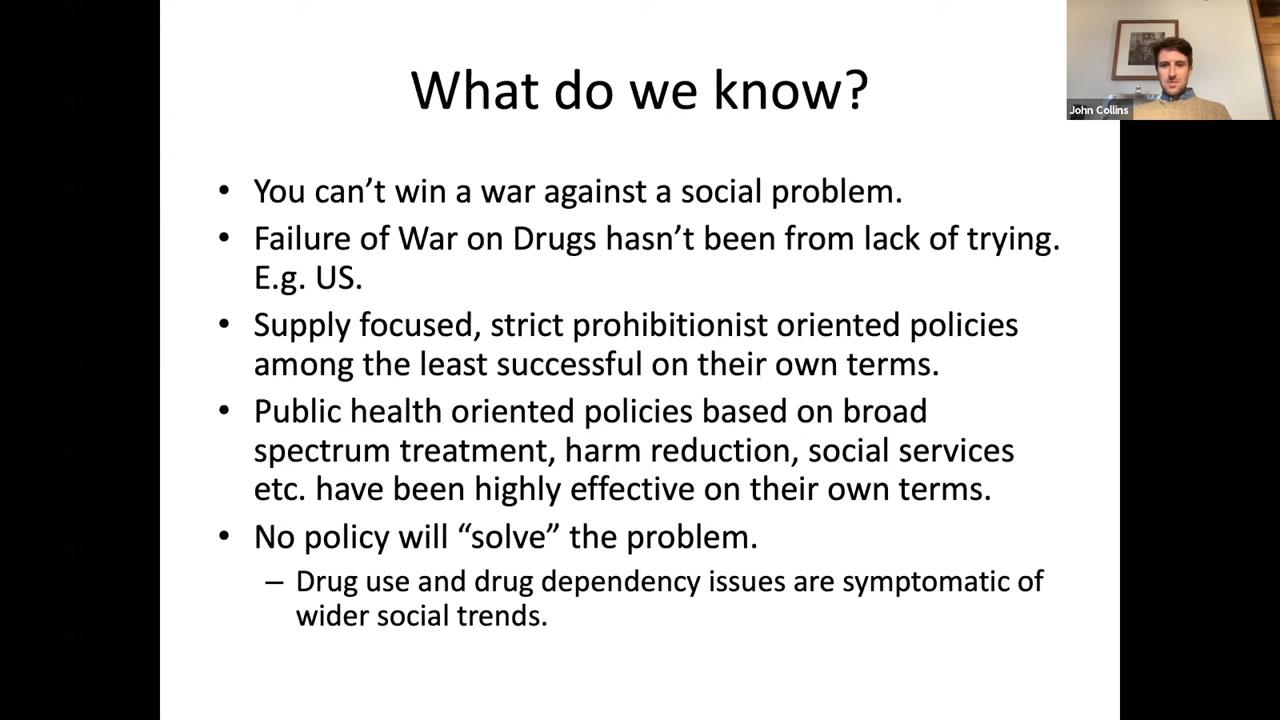 What do we know?
John Collins
• You can’t win a war against a social problem.
• Failure of War on Drugs hasn’t been from lack of trying.
E.g. US.
• Supply focused, strict prohibitionist oriented policies
among the least successful on their own terms.
• Public health oriented policies based on broad
spectrum treatment, harm reduction, social services
etc. have been highly effective on their own terms.
• No policy will “solve” the problem.
– Drug use and drug dependency issues are symptomatic of
wider social trends.